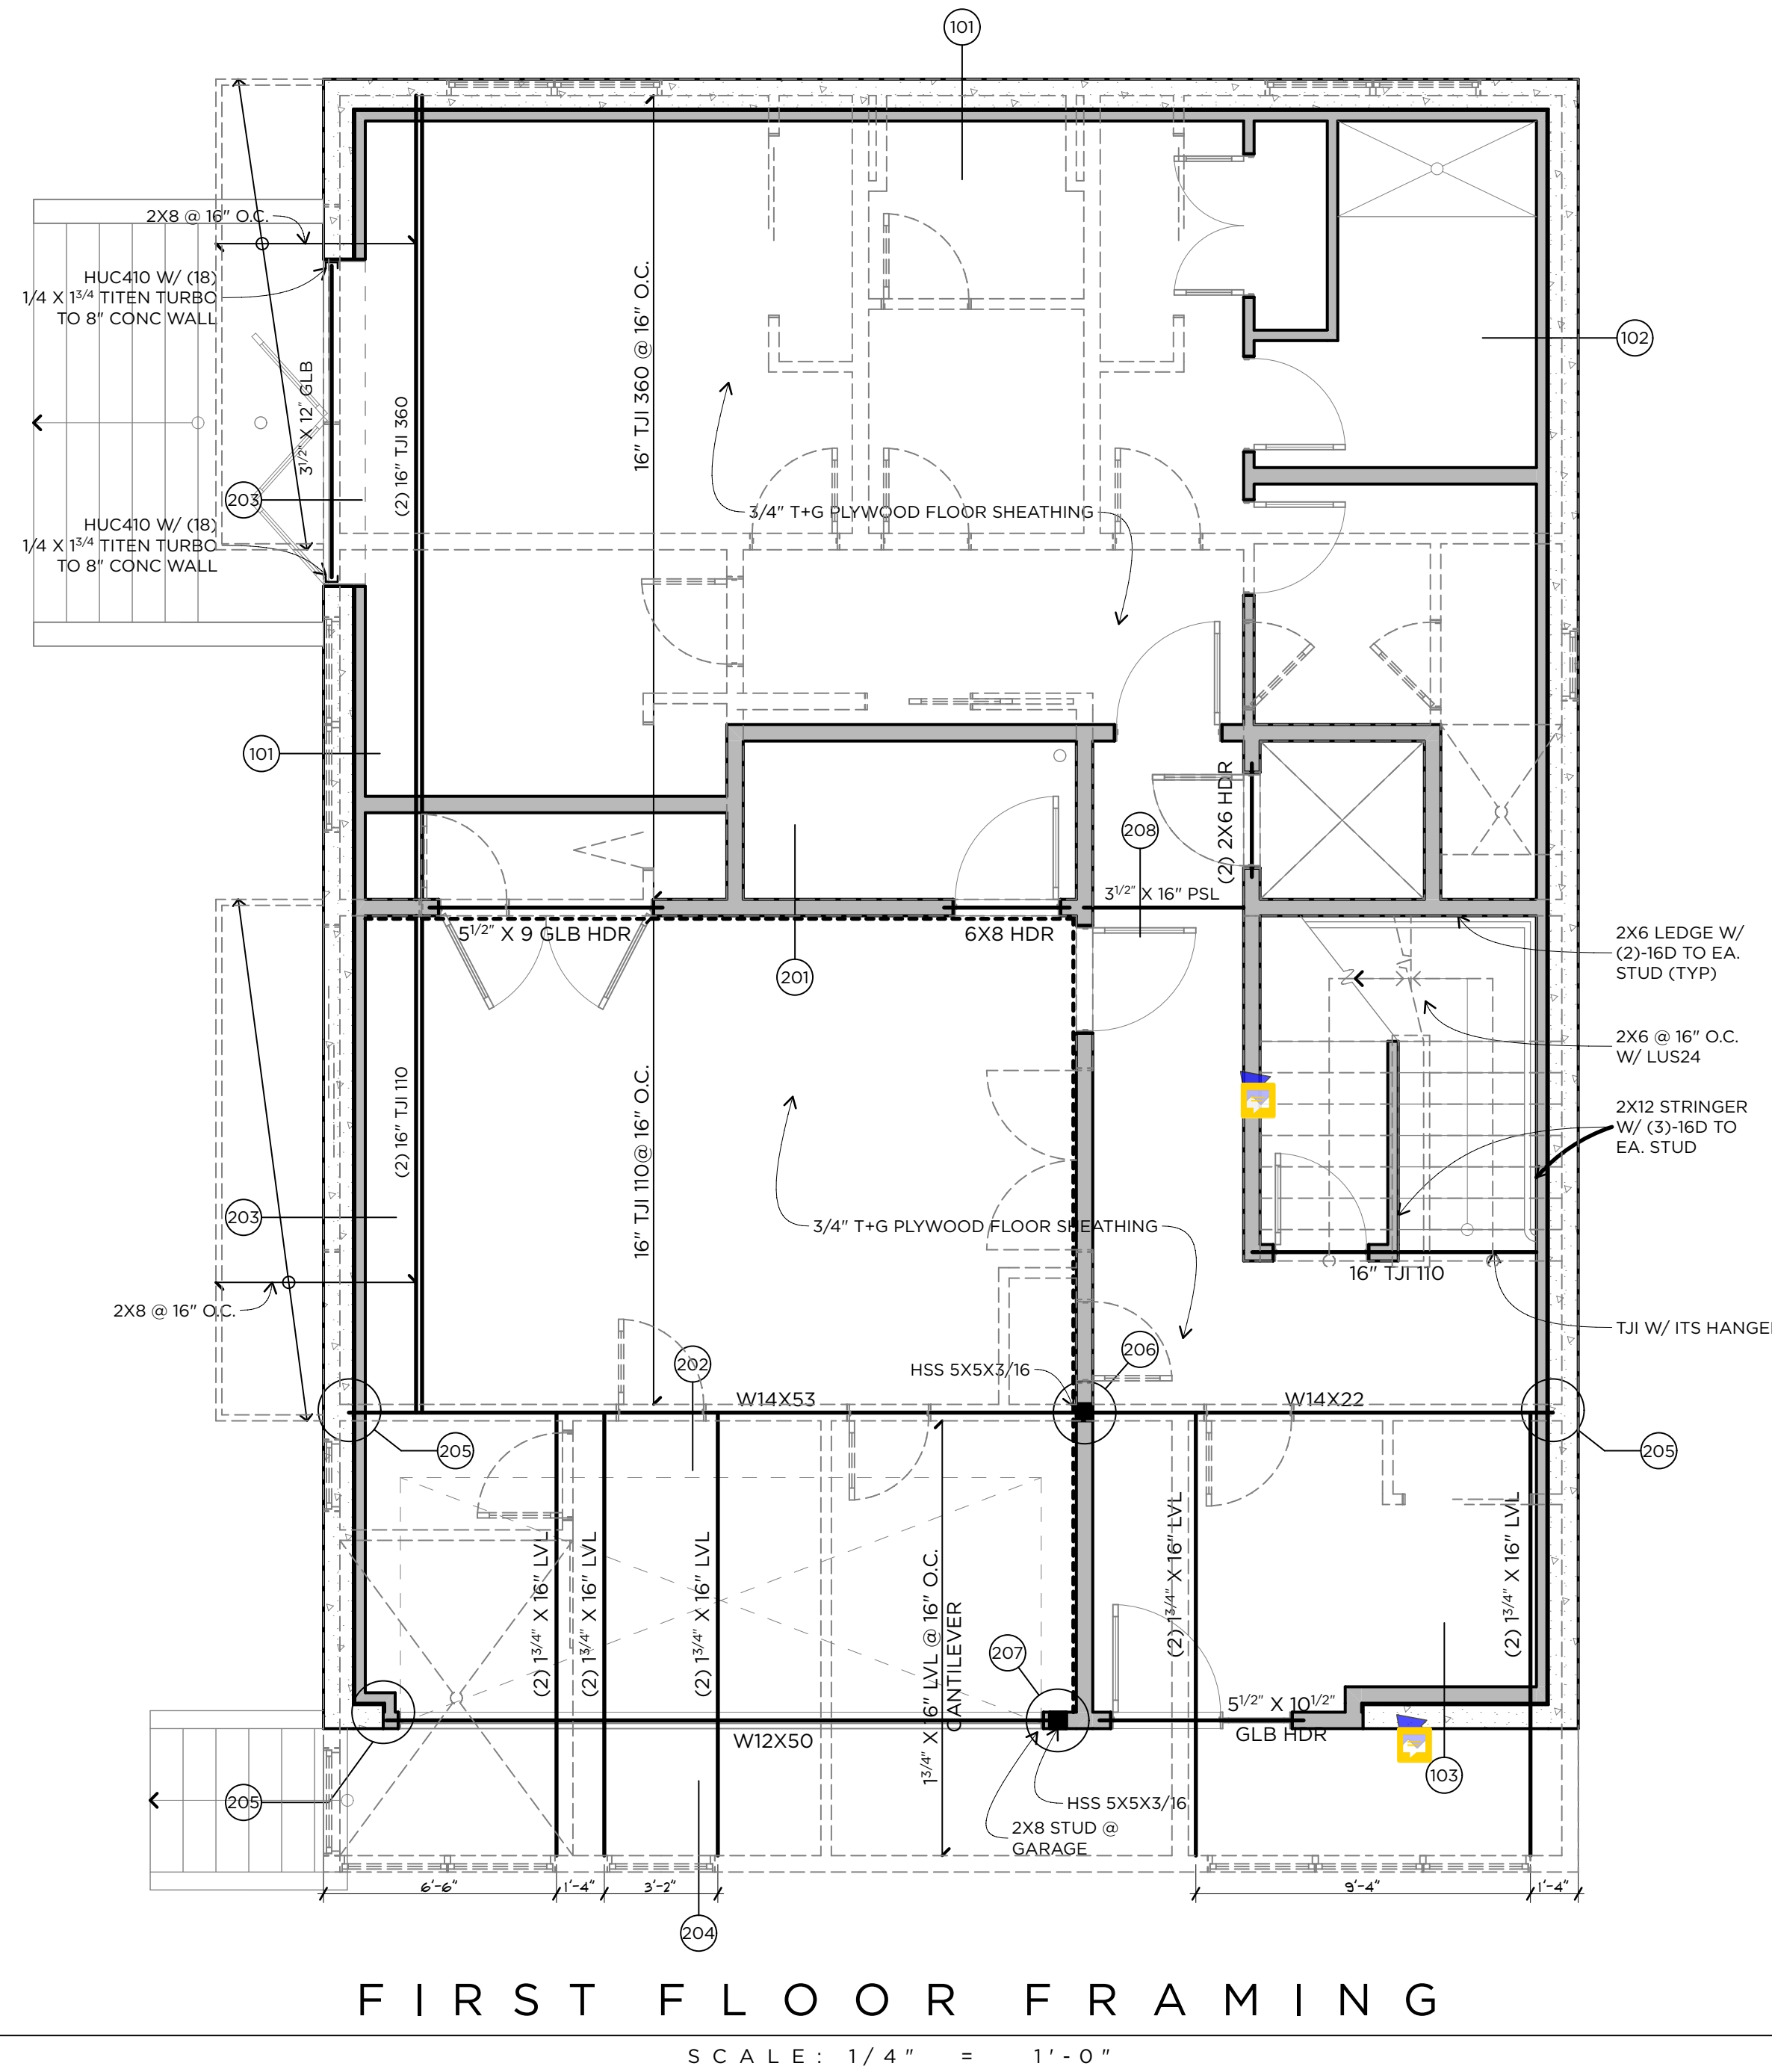 101
2X8 @ 16" O.C.
HUC410 W/ (18)
1/4 X 1 3/4 TITEN TURBO
TO 8" CONC WALL
3 1/2" X 12" GLB
(2) 16" TJI 360
16" TJI 360 @ 16" O.C.
102
203
3/4" T+G PLYWOOD FLOOR SHEATHING
HUC410 W/ (18)
1/4 X 1 3/4 TITEN TURBO
TO 8" CONC WALL
101
(2) 2X6 HDR
208
3 1/2" X 16" PSL
5 1/2" X 9 GLB HDR
6X8 HDR
201
2X6 LEDGE W/
(2)-16D TO EA.
STUD (TYP)
2X6 @ 16" O.C.
W/ LUS24
(2) 16" TJI 110
16" TJI 110@ 16" O.C.
2X12 STRINGER
W/ (3)-16D TO
EA. STUD
203
3/4" T+G PLYWOOD FLOOR SHEATHING
16" TJI 110
2X8 @ 16" O.C.
TJI W/ ITS HANGE
202
HSS 5X5X3/16
206
W14X53
W14X22
205
205
(2) 1 3/4" X 16" LVL
(2) 1 3/4" X 16" LVL
(2) 1 3/4" X 16" LVL
1 3/4" X 16" LVL @ 16" O.C.
CANTILEVER
(2) 1 3/4" X 16" LVL
(2) 1 3/4" X 16" LVL
207
5 1/2" X 10 1/2"
GLB HDR
W12X50
103
205
HSS 5X5X3/16
2X8 STUD @
GARAGE
6'-6"
1'-4"
3'-2"
9'-4"
1'-4"
204
FIRST FLOOR FRAMING
SCALE: 1/4" = 1'-0"